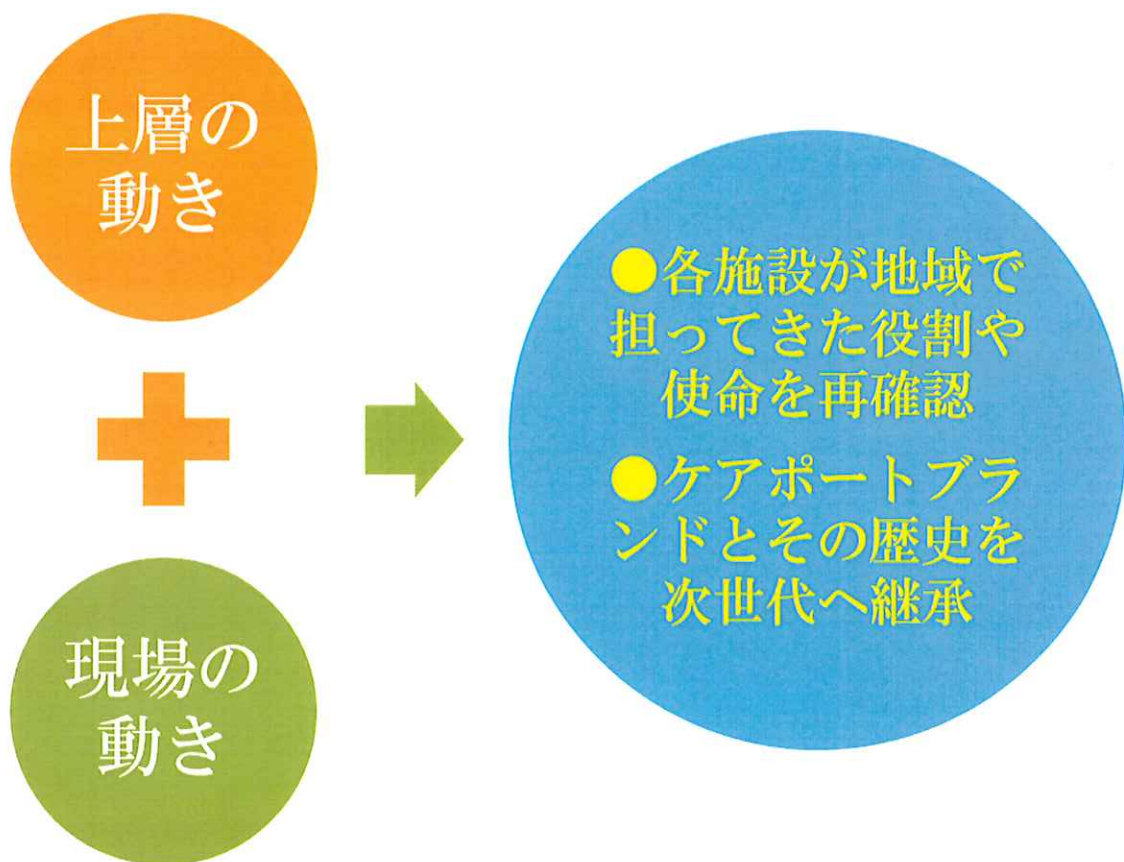 上層の
動き
現場の
動き
●各施設が地域で
担ってきた役割や
使命を再確認
●ケアポートブラ
ンドとその歴史を
次世代へ継承